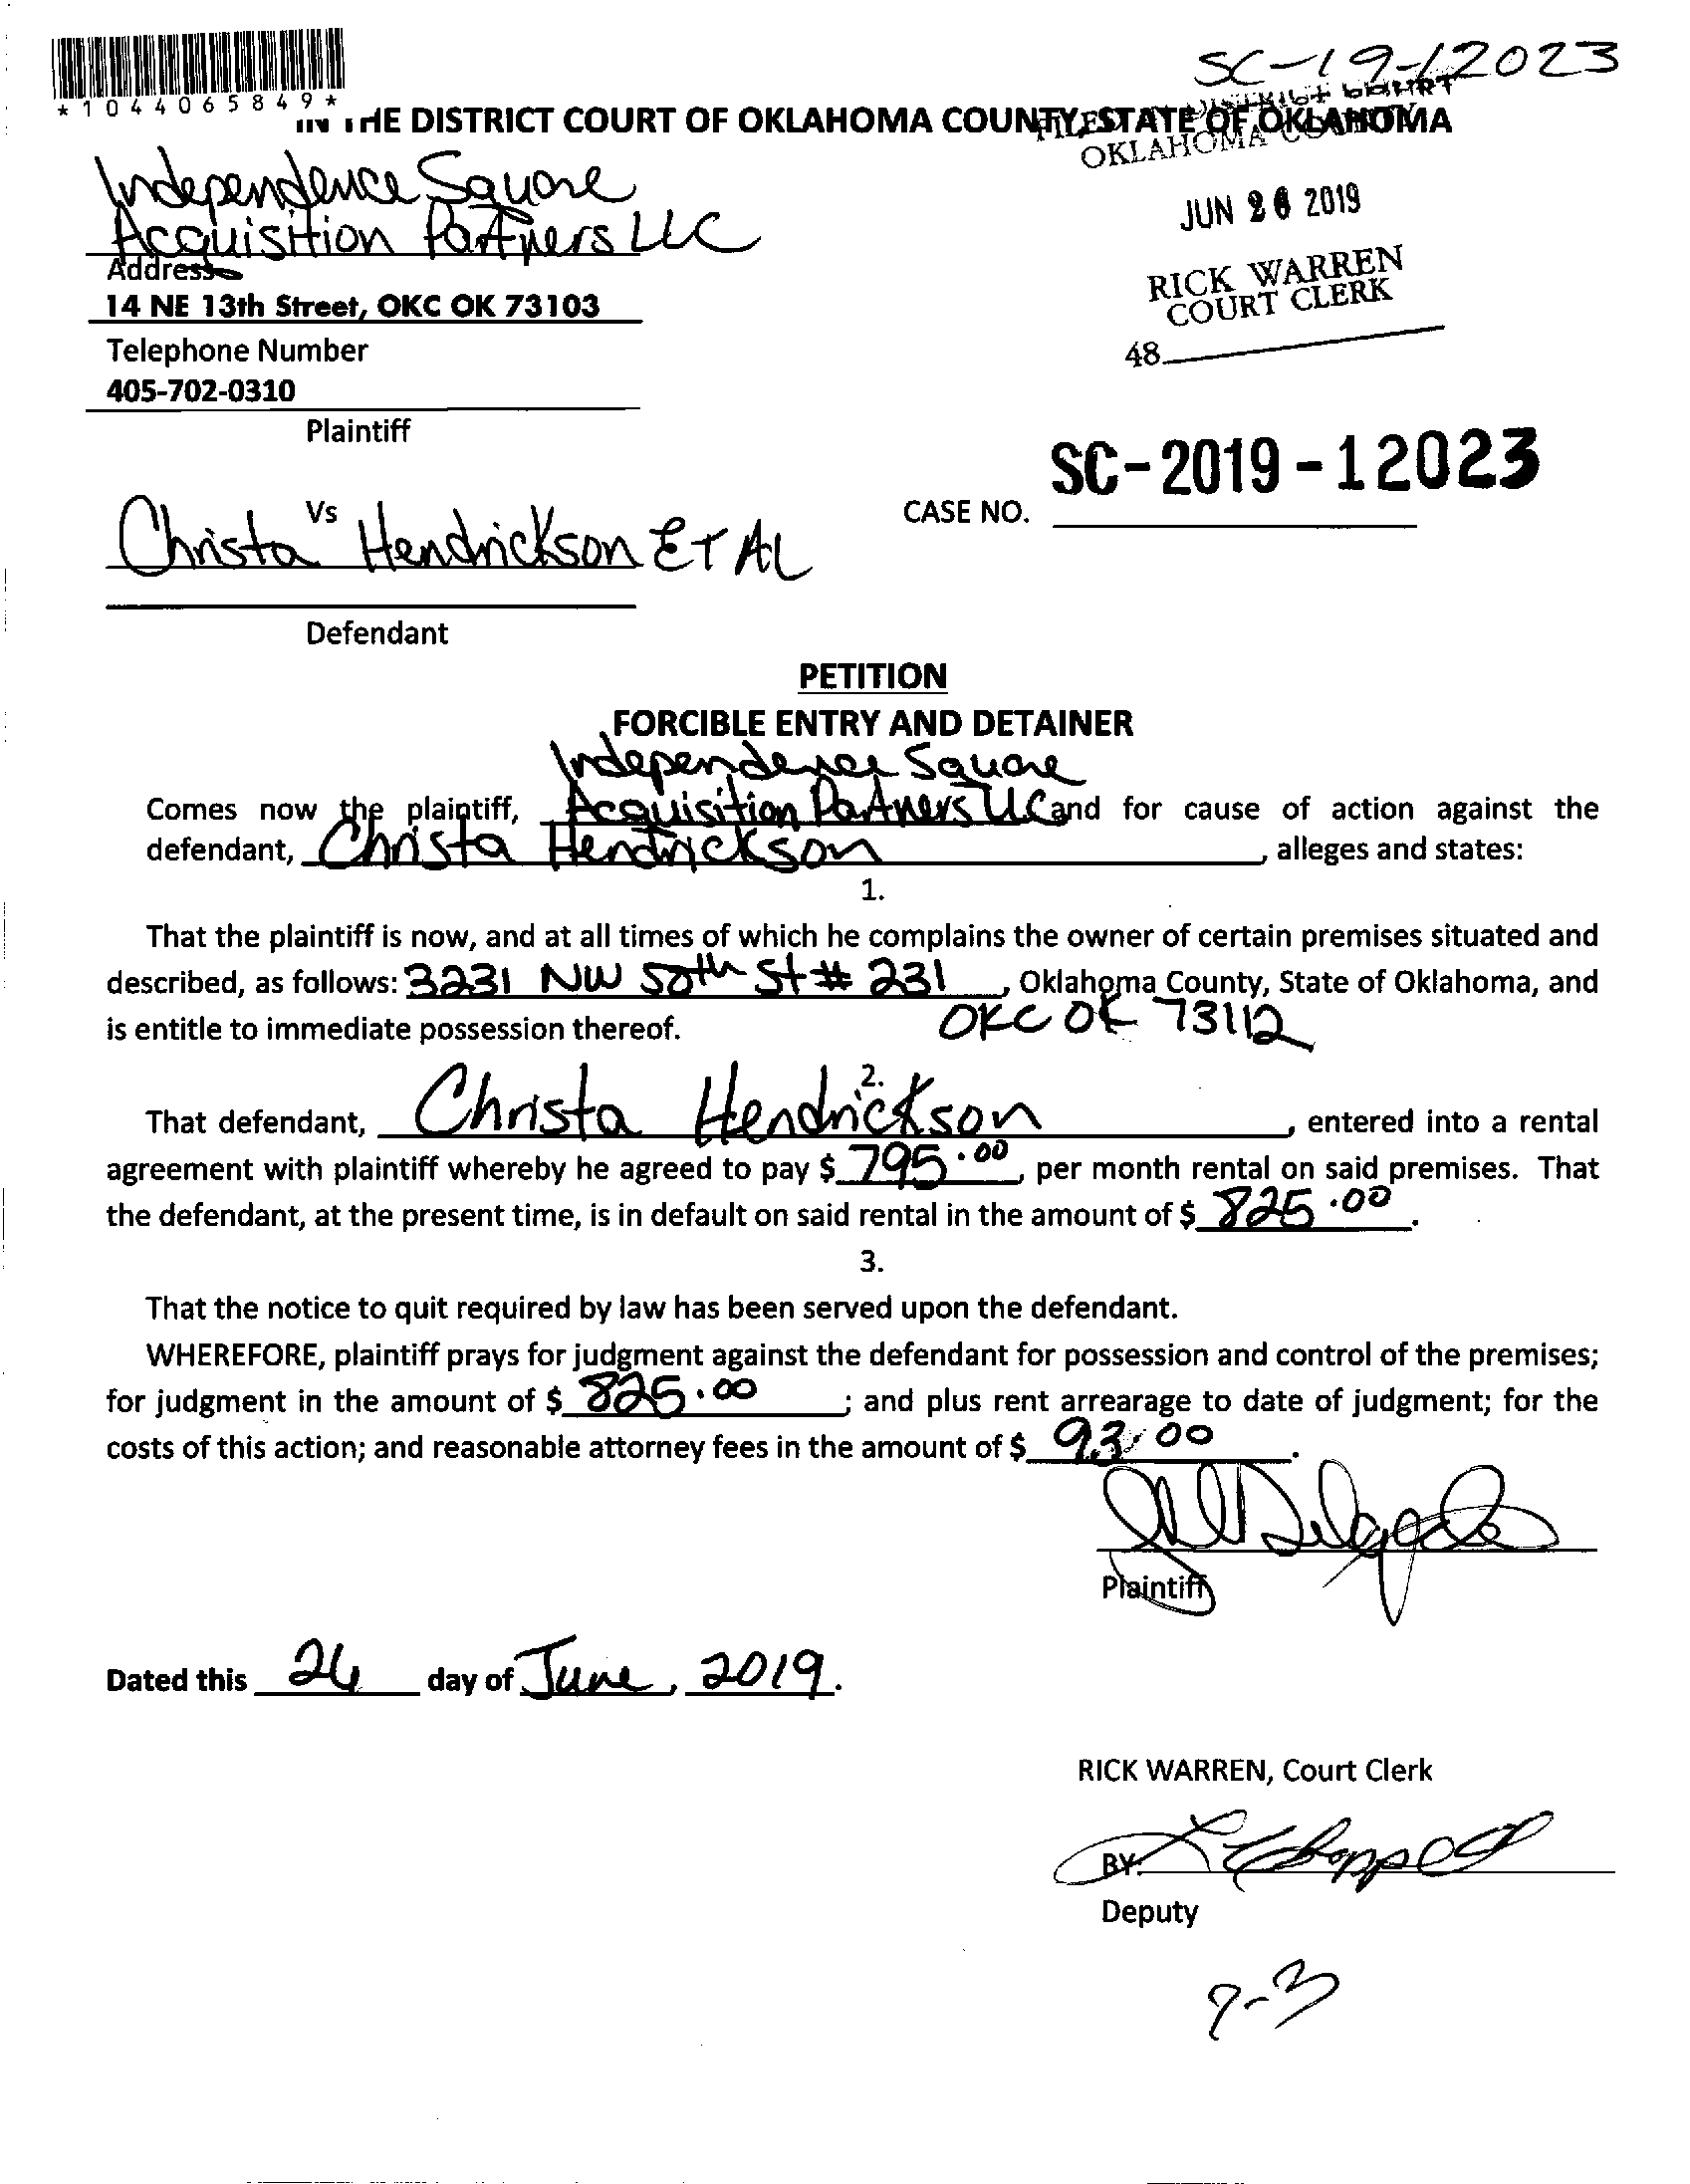 SC-19-12023
*1044065849*
IN THE DISTRICT COURT OF OKLAHOMA COUNTY, STATE OF OKLAHOMA
FILED DISTRICT COURT
OKLAHOMA COUNTY
Independence Square
Acquisition Partners LLC
Address
14 NE 13th Street, OKC OK 73103
Telephone Number
405-702-0310
Plaintiff
JUN 26 2019
RICK WARREN
COURT CLERK
48
Vs
Christa Hendrickson ET AL
Defendant
CASE NO. SC-2019-12023
PETITION
FORCIBLE ENTRY AND DETAINER
Independence Square
Comes now the plaintiff, Acquisition Partners LLC and for cause of action against the
defendant, Christa Hendrickson, alleges and states:
1.
That the plaintiff is now, and at all times of which he complains the owner of certain premises situated and
described, as follows: 3231 NW 50th St # 231, Oklahoma County, State of Oklahoma, and
is entitle to immediate possession thereof. OKC OK 73112
2.
That defendant, Christa Hendrickson, entered into a rental
agreement with plaintiff whereby he agreed to pay $ 795.00, per month rental on said premises. That
the defendant, at the present time, is in default on said rental in the amount of $ 825.00.
3.
That the notice to quit required by law has been served upon the defendant.
WHEREFORE, plaintiff prays for judgment against the defendant for possession and control of the premises;
for judgment in the amount of $ 825.00; and plus rent arrearage to date of judgment; for the
costs of this action; and reasonable attorney fees in the amount of $ 93.00.
Plaintiff
Dated this day of June, 2019.
RICK WARREN, Court Clerk
BY:
Deputy
7-3